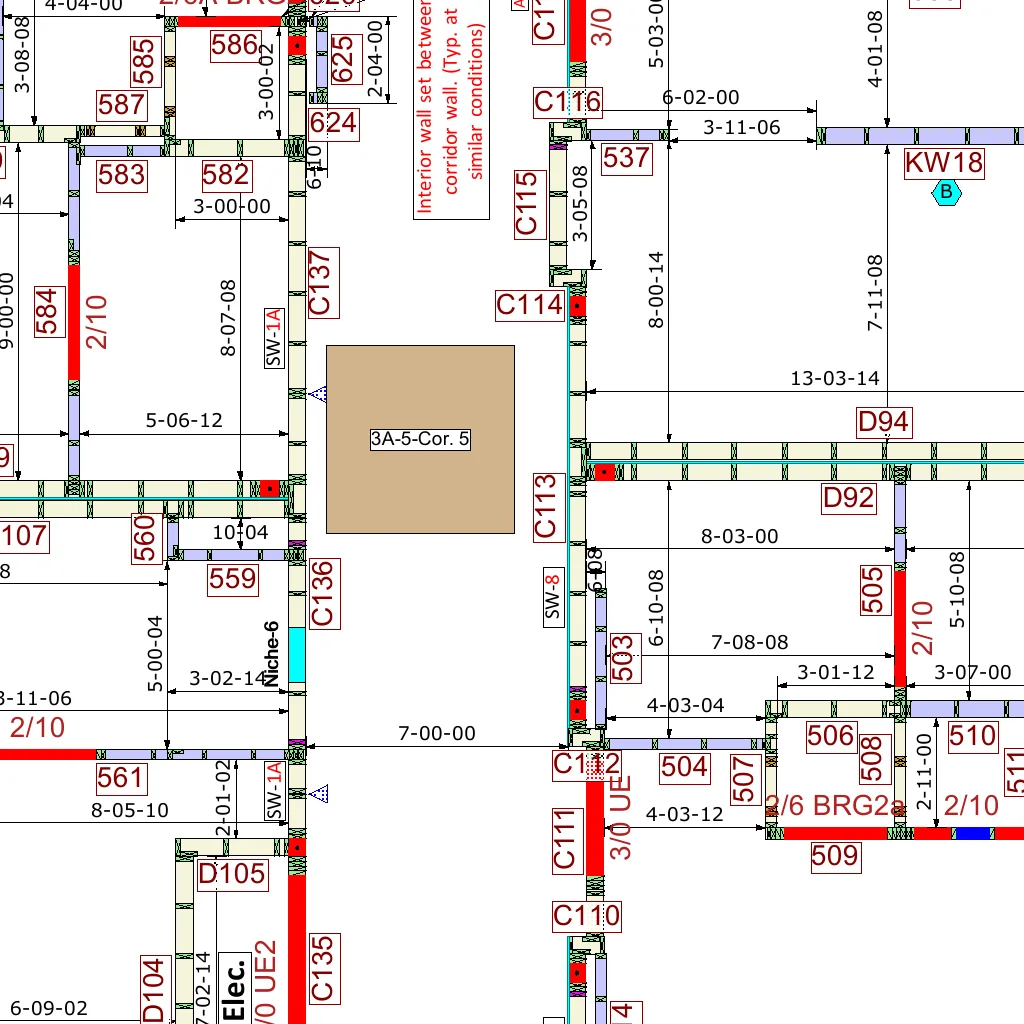 4-04-00
586
3-08-08
585
3-00-02
625
2-04-00
587
624
583
582
6-10
3-00-00
Interior wall set between
corridor wall. (Typ. at
similar conditions)
3/0
5-03-0
4-01-08
C116
6-02-00
3-11-06
537
KW18
B
C115
3-05-08
C137
584
2/10
9-00-00
8-07-08
SW-1A
C114
8-00-14
7-11-08
13-03-14
5-06-12
3A-5-Cor. 5
D94
C113
D92
107
560
10-04
559
C136
8-03-00
6-08
505
2/10
5-10-08
SW-8
6-10-08
503
7-08-08
5-00-04
Niche-6
3-02-14
3-11-06
3-01-12
3-07-00
2/10
4-03-04
7-00-00
506
508
510
561
C112
504
507
2-11-00
511
2-01-02
SW-1A
8-05-10
C111
3/0 UE
4-03-12
2/6 BRG2a
2/10
509
D105
C110
C135
D104
7-02-14
Elec.
/0 UE2
6-09-02